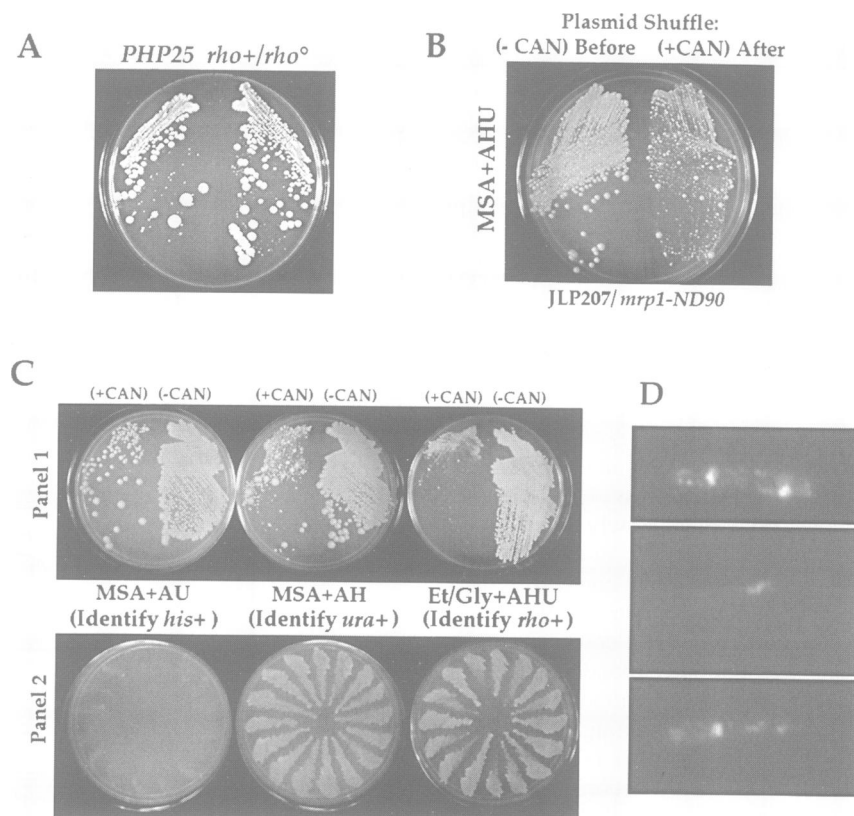 A
PHP25 rho+/rho°
B
Plasmid Shuffle:
(- CAN) Before (+CAN) After
MSA+AHU
JLP207/mrp1-ND90
C
(+CAN) (-CAN) (+CAN) (-CAN) (+CAN) (-CAN)
Panel 1
MSA+AU MSA+AH Et/Gly+AHU
(Identify his+) (Identify ura+) (Identify rho+)
Panel 2
D